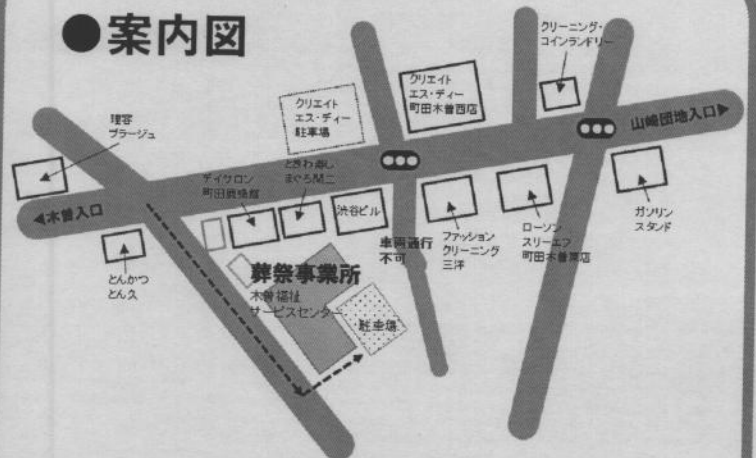 ●案内図
クリーニング・
コインランドリー
クリエイト
エス・ディー
駐車場
クリエイト
エス・ディー
町田木曽西店
理容
プラージュ
山崎団地入口▶
デイサロン
町田鹿鳴館
ときわ通し
まぐろ問二
◀木曽入口
渋谷ビル
車両通行
不可
ファッション
クリーニング
三洋
ローソン
スリーエフ
町田木曽東店
ガソリン
スタンド
とんかつ
とん久
葬祭事業所
木曽福祉
サービスセンター
駐車場